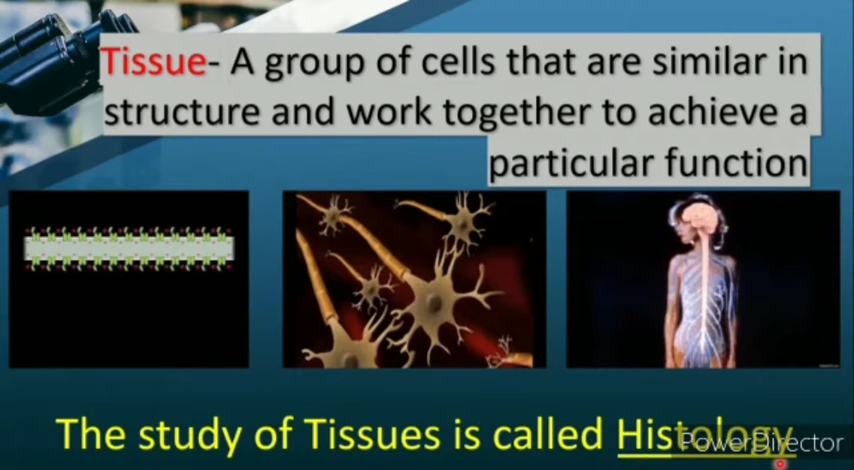 Tissue- A group of cells that are similar in
structure and work together to achieve a
particular function
The study of Tissues is called Histology
PowerDirector